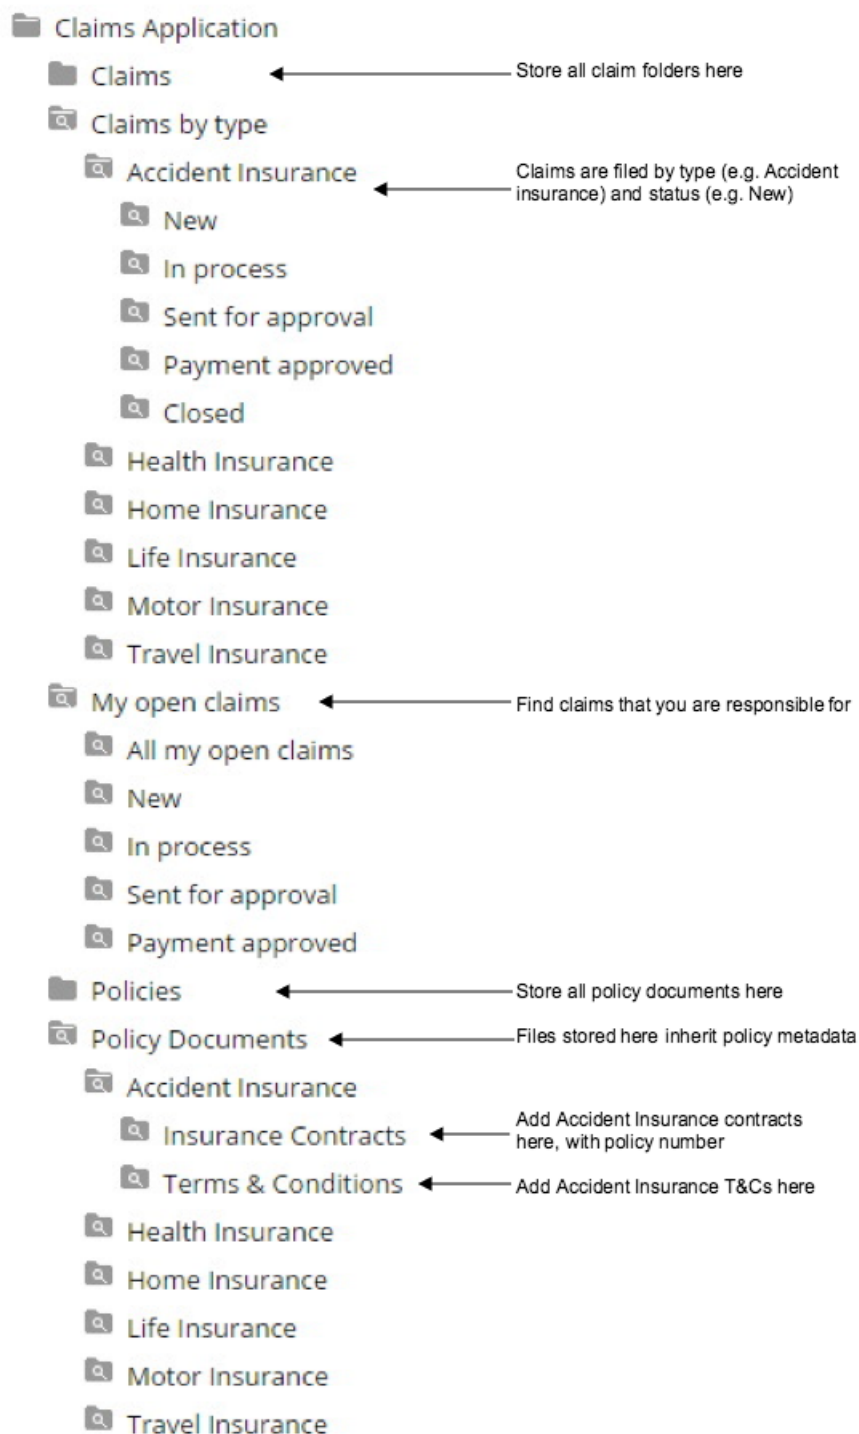 Claims Application
Claims
Store all claim folders here
Claims by type
Accident Insurance
Claims are filed by type (e.g. Accident
insurance) and status (e.g. New)
New
In process
Sent for approval
Payment approved
Closed
Health Insurance
Home Insurance
Life Insurance
Motor Insurance
Travel Insurance
My open claims
Find claims that you are responsible for
All my open claims
New
In process
Sent for approval
Payment approved
Policies
Store all policy documents here
Policy Documents
Files stored here inherit policy metadata
Accident Insurance
Insurance Contracts
Add Accident Insurance contracts
here, with policy number
Terms & Conditions
Add Accident Insurance T&Cs here
Health Insurance
Home Insurance
Life Insurance
Motor Insurance
Travel Insurance